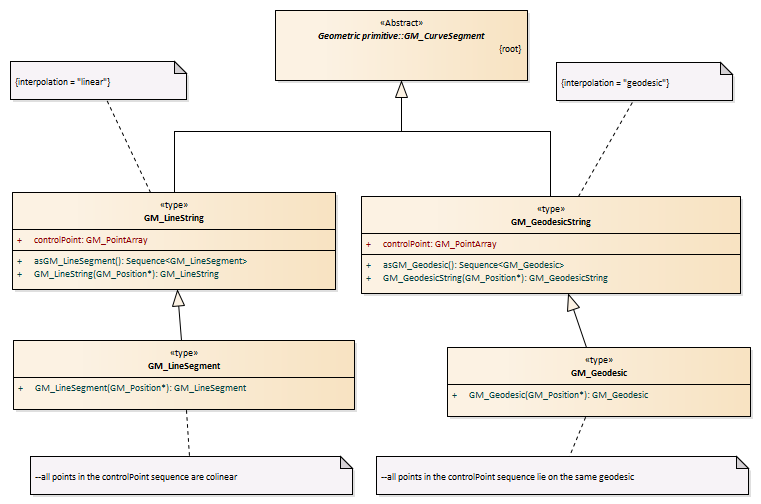 «Abstract»
Geometric primitive::GM_CurveSegment
{root}
{interpolation = "linear"}
{interpolation = "geodesic"}
«type»
GM_LineString
+ controlPoint: GM_PointArray
+ asGM_LineSegment(): Sequence<GM_LineSegment>
+ GM_LineString(GM_Position*): GM_LineString
«type»
GM_GeodesicString
+ controlPoint: GM_PointArray
+ asGM_Geodesic(): Sequence<GM_Geodesic>
+ GM_GeodesicString(GM_Position*): GM_GeodesicString
«type»
GM_LineSegment
+ GM_LineSegment(GM_Position*): GM_LineSegment
«type»
GM_Geodesic
+ GM_Geodesic(GM_Position*): GM_Geodesic
--all points in the controlPoint sequence are colinear
--all points in the controlPoint sequence lie on the same geodesic